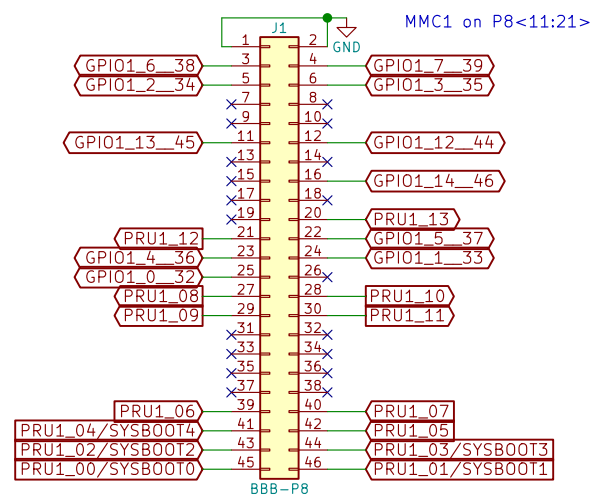 MMC1 on P8<11:21>
J1
GND
1 2
GPIO1_6__38 3 4 GPIO1_7__39
GPIO1_2__34 5 6 GPIO1_3__35
7 8
9 10
GPIO1_13__45 11 12 GPIO1_12__44
13 14
15 16 GPIO1_14__46
17 18
19 20 PRU1_13
PRU1_12 21 22 GPIO1_5__37
GPIO1_4__36 23 24 GPIO1_1__33
GPIO1_0__32 25 26
PRU1_08 27 28 PRU1_10
PRU1_09 29 30 PRU1_11
31 32
33 34
35 36
37 38
PRU1_06 39 40 PRU1_07
PRU1_04/SYSBOOT4 41 42 PRU1_05
PRU1_02/SYSBOOT2 43 44 PRU1_03/SYSBOOT3
PRU1_00/SYSBOOT0 45 46 PRU1_01/SYSBOOT1
BBB-P8